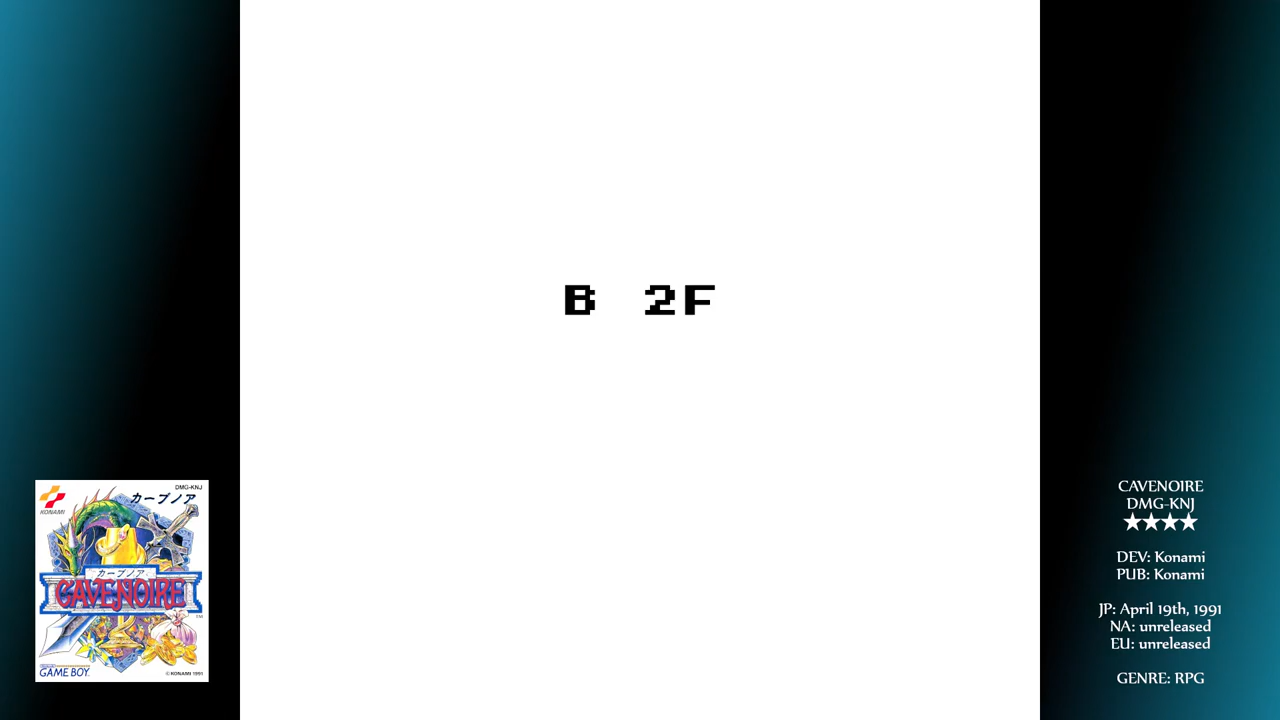 B 2F
DMG-KNJ
カーブノア
KONAMI
カーブノア
CAVENOIRE
TM
GAME BOY
© KONAMI 1991
CAVENOIRE
DMG-KNJ
★★★★
DEV: Konami
PUB: Konami
JP: April 19th, 1991
NA: unreleased
EU: unreleased
GENRE: RPG